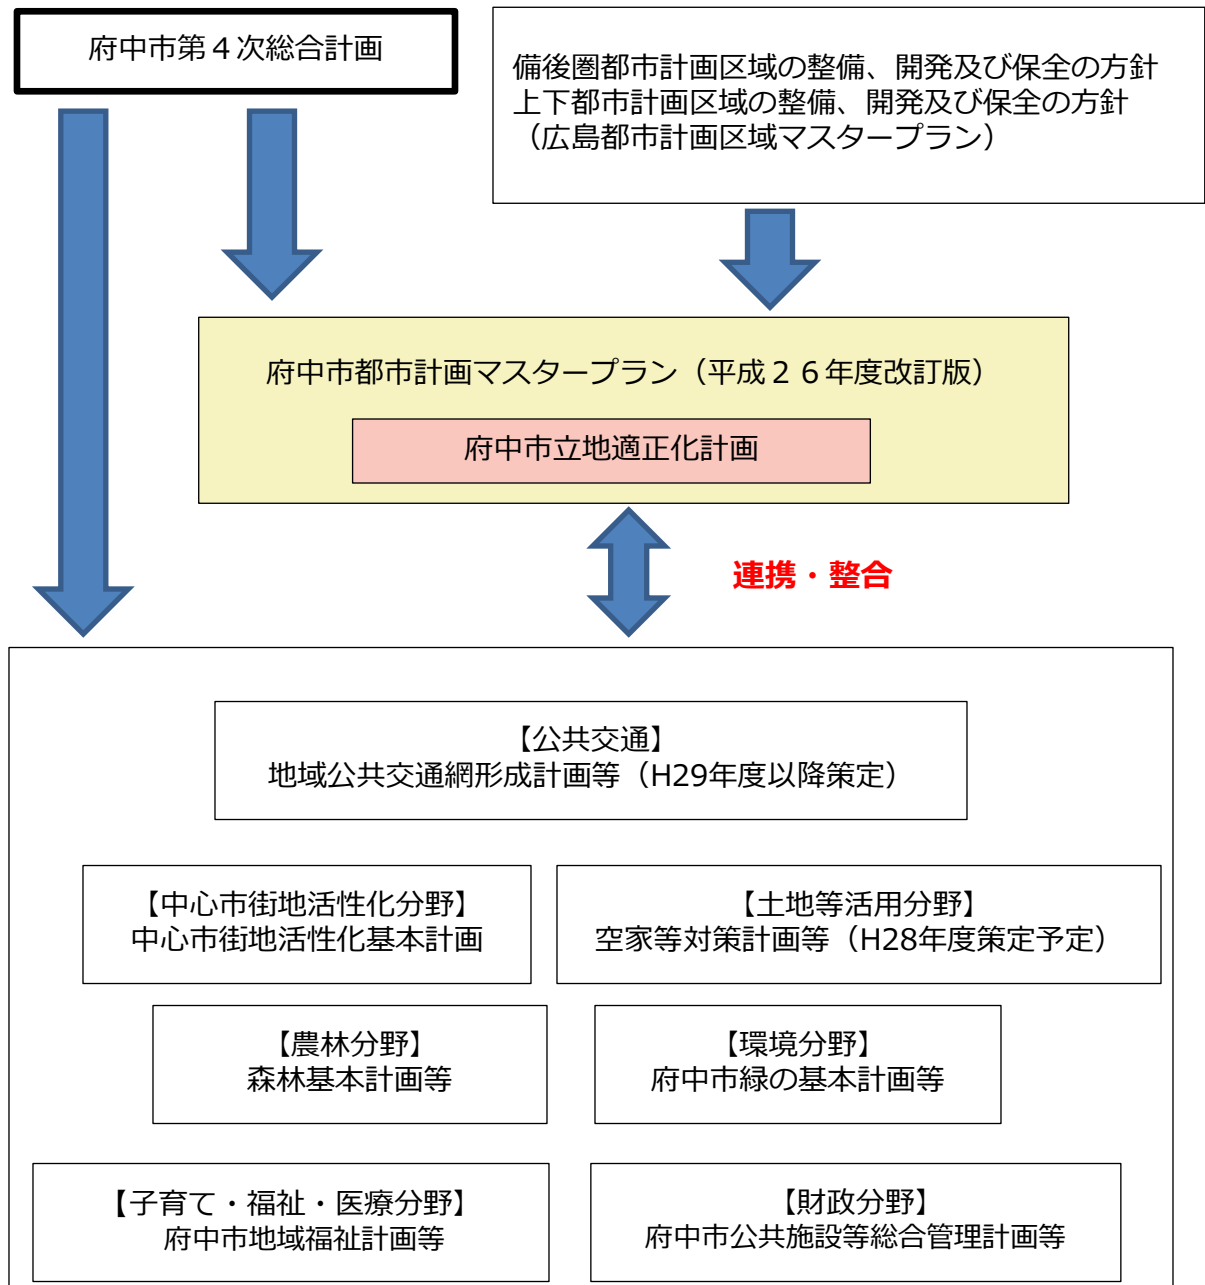 府中市第４次総合計画
備後圏都市計画区域の整備、開発及び保全の方針
上下都市計画区域の整備、開発及び保全の方針
（広島都市計画区域マスタープラン）
府中市都市計画マスタープラン（平成２６年度改訂版）
府中市立地適正化計画
連携・整合
【公共交通】
地域公共交通網形成計画等（H29年度以降策定）
【中心市街地活性化分野】
中心市街地活性化基本計画
【土地等活用分野】
空家等対策計画等（H28年度策定予定）
【農林分野】
森林基本計画等
【環境分野】
府中市緑の基本計画等
【子育て・福祉・医療分野】
府中市地域福祉計画等
【財政分野】
府中市公共施設等総合管理計画等